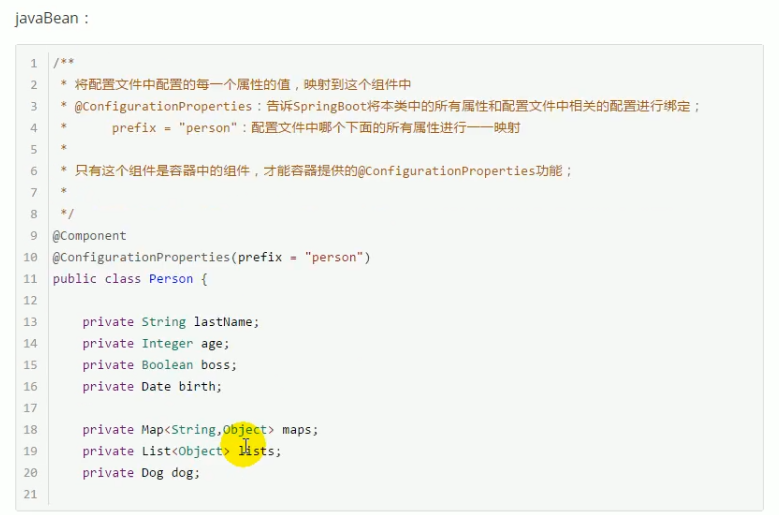 javaBean：
1 /**
2  * 将配置文件中配置的每一个属性的值，映射到这个组件中
3  * @ConfigurationProperties：告诉SpringBoot将本类中的所有属性和配置文件中相关的配置进行绑定；
4  *      prefix = "person"：配置文件中哪个下面的所有属性进行一一映射
5  *
6  * 只有这个组件是容器中的组件，才能容器提供的@ConfigurationProperties功能；
7  *
8  */
9 @Component
10 @ConfigurationProperties(prefix = "person")
11 public class Person {
12
13     private String lastName;
14     private Integer age;
15     private Boolean boss;
16     private Date birth;
17
18     private Map<String,Object> maps;
19     private List<Object> lists;
20     private Dog dog;
21